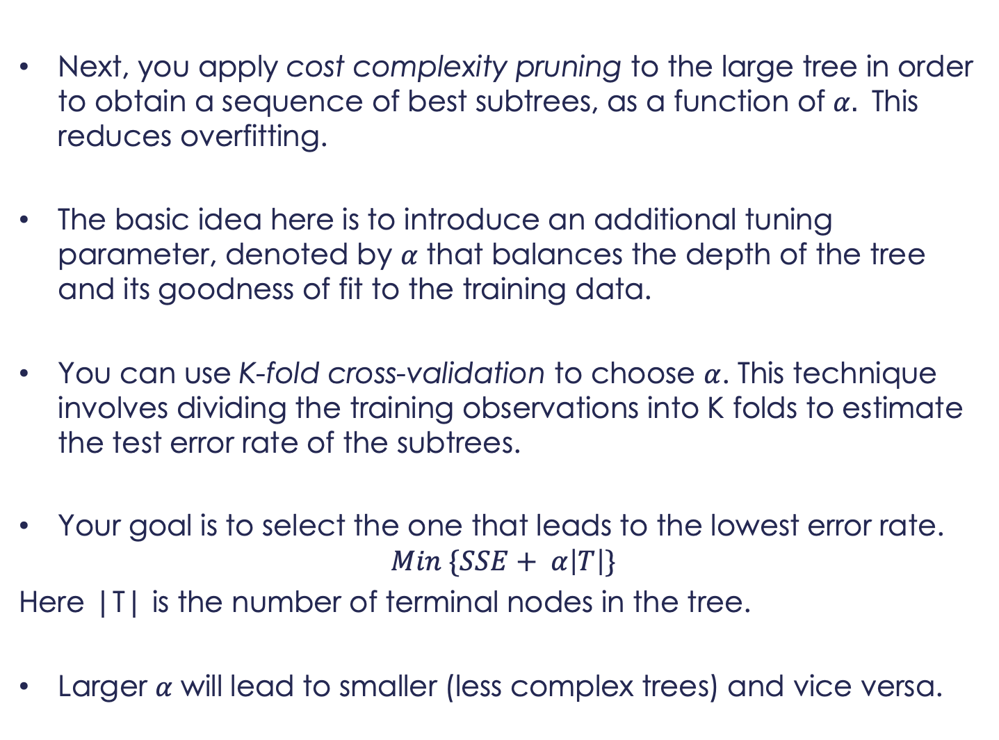 • Next, you apply cost complexity pruning to the large tree in order
to obtain a sequence of best subtrees, as a function of α. This
reduces overfitting.
• The basic idea here is to introduce an additional tuning
parameter, denoted by α that balances the depth of the tree
and its goodness of fit to the training data.
• You can use K-fold cross-validation to choose α. This technique
involves dividing the training observations into K folds to estimate
the test error rate of the subtrees.
• Your goal is to select the one that leads to the lowest error rate.
Min {SSE + α|T|}
Here |T| is the number of terminal nodes in the tree.
• Larger α will lead to smaller (less complex trees) and vice versa.